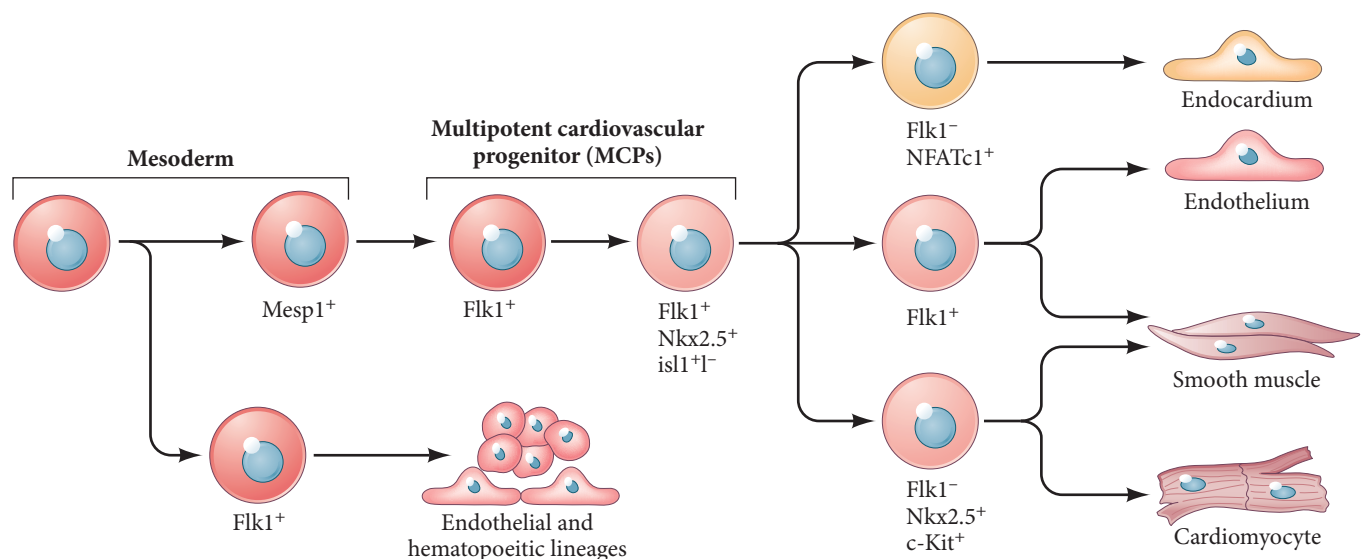 Mesoderm
Multipotent cardiovascular
progenitor (MCPs)
Mesp1⁺
Flk1⁺
Flk1⁺
Nkx2.5⁺
isl1⁺l⁻
Flk1⁺
Endothelial and
hematopoeitic lineages
Flk1⁻
NFATc1⁺
Flk1⁺
Flk1⁻
Nkx2.5⁺
c-Kit⁺
Endocardium
Endothelium
Smooth muscle
Cardiomyocyte